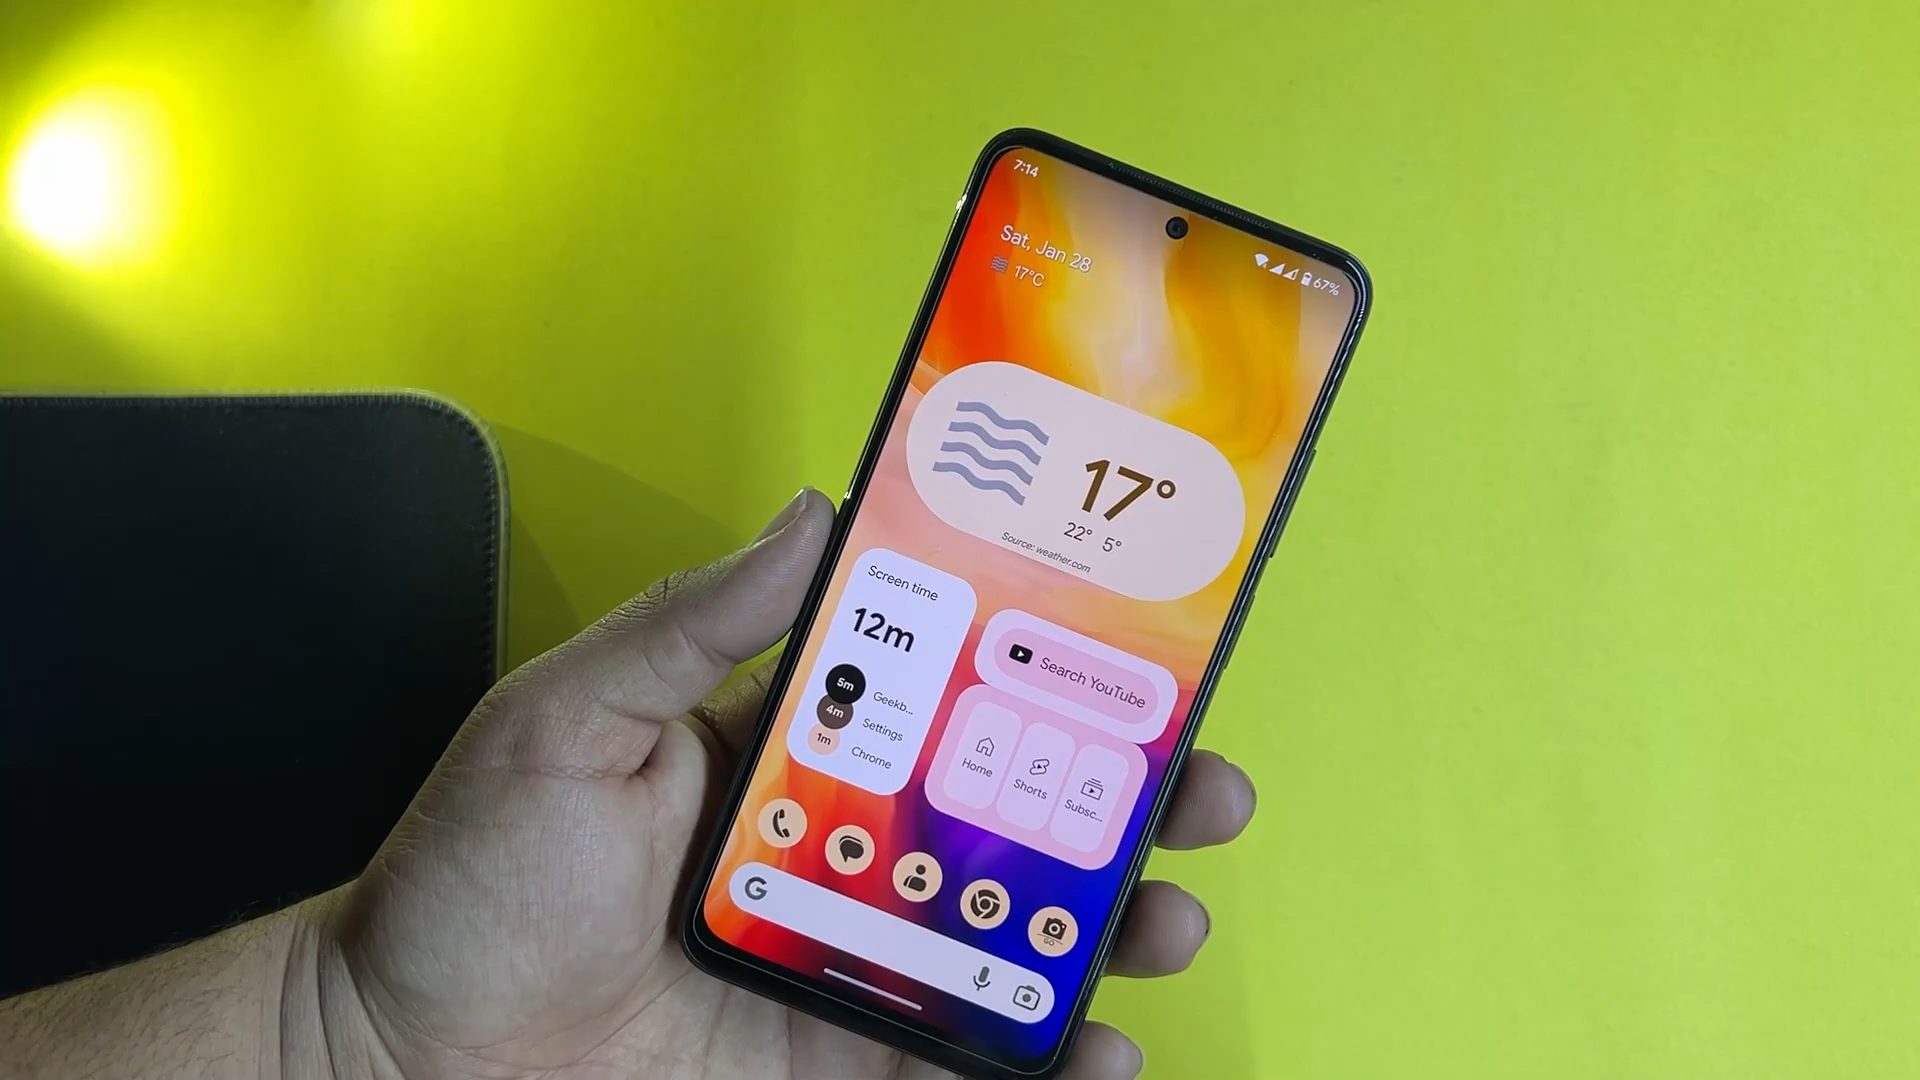 7:14
67%
Sat, Jan 28
17°C
17°
22° 5°
Source: weather.com
Screen time
12m
5m Geekb...
4m Settings
1m Chrome
Search YouTube
Home
Shorts
Subsc...
G
GO